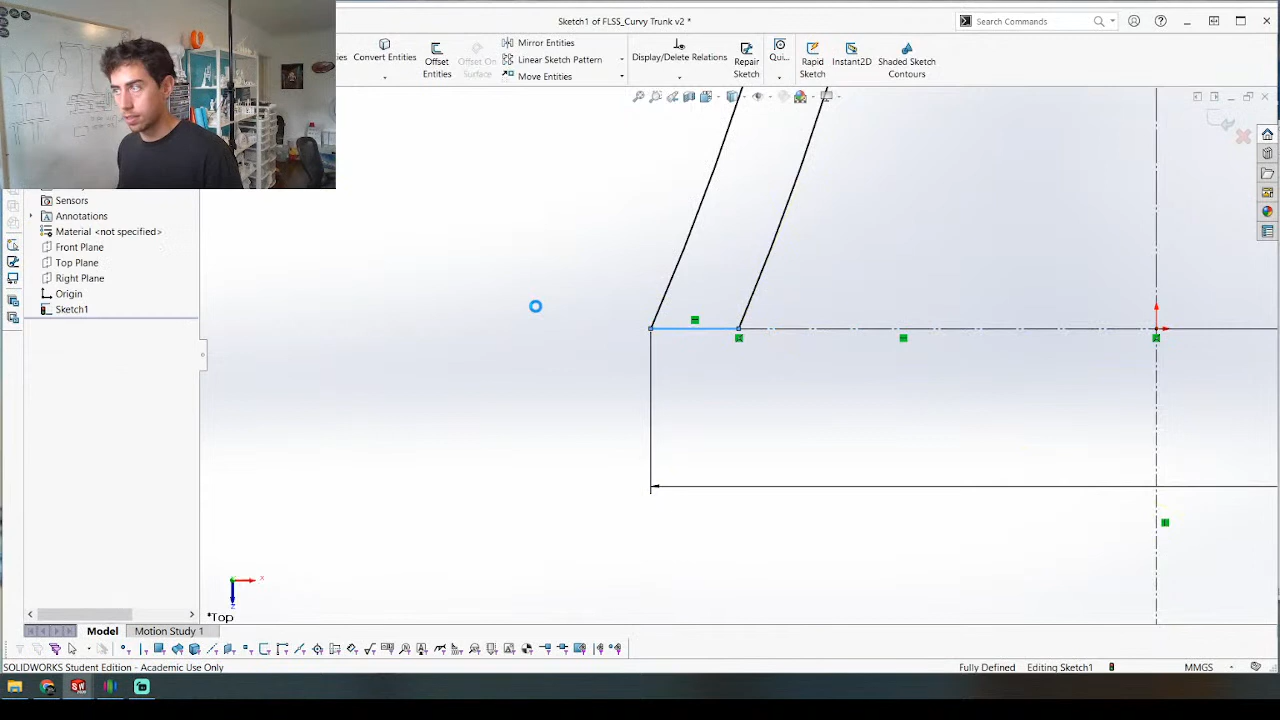 Sketch1 of FLSS_Curvy Trunk v2 *
Search Commands
Convert Entities
Offset Entities
Offset On Surface
Mirror Entities
Linear Sketch Pattern
Move Entities
Display/Delete Relations
Repair Sketch
Qui...
Rapid Sketch
Instant2D
Shaded Sketch Contours
Sensors
Annotations
Material <not specified>
Front Plane
Top Plane
Right Plane
Origin
Sketch1
x
z
*Top
Model
Motion Study 1
SOLIDWORKS Student Edition - Academic Use Only
Fully Defined
Editing Sketch1
MMGS